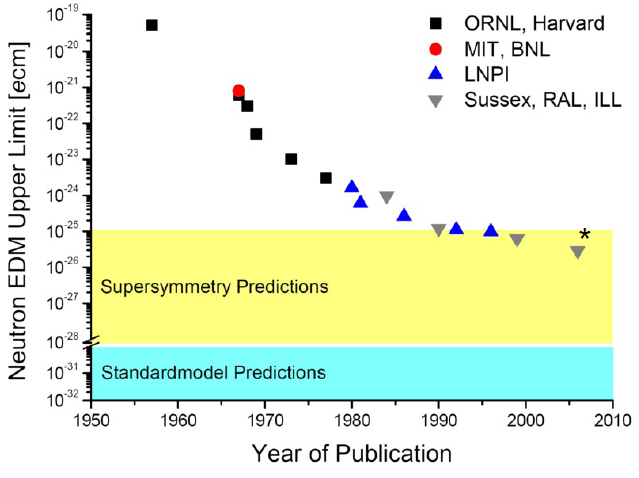 Neutron EDM Upper Limit [ecm]
10⁻¹⁹
10⁻²⁰
10⁻²¹
10⁻²²
10⁻²³
10⁻²⁴
10⁻²⁵
10⁻²⁶
10⁻²⁷
10⁻²⁸
10⁻³¹
10⁻³²
ORNL, Harvard
MIT, BNL
LNPI
Sussex, RAL, ILL
*
Supersymmetry Predictions
Standardmodel Predictions
1950 1960 1970 1980 1990 2000 2010
Year of Publication